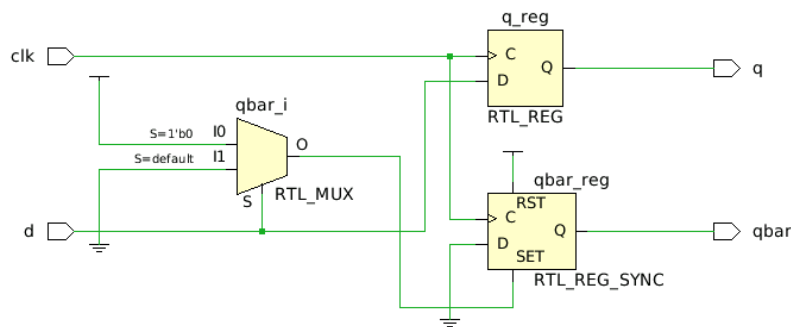 q_reg
clk
C
D
Q
q
RTL_REG
qbar_i
S=1'b0
I0
S=default
I1
O
S
RTL_MUX
d
qbar_reg
RST
C
D
Q
SET
qbar
RTL_REG_SYNC